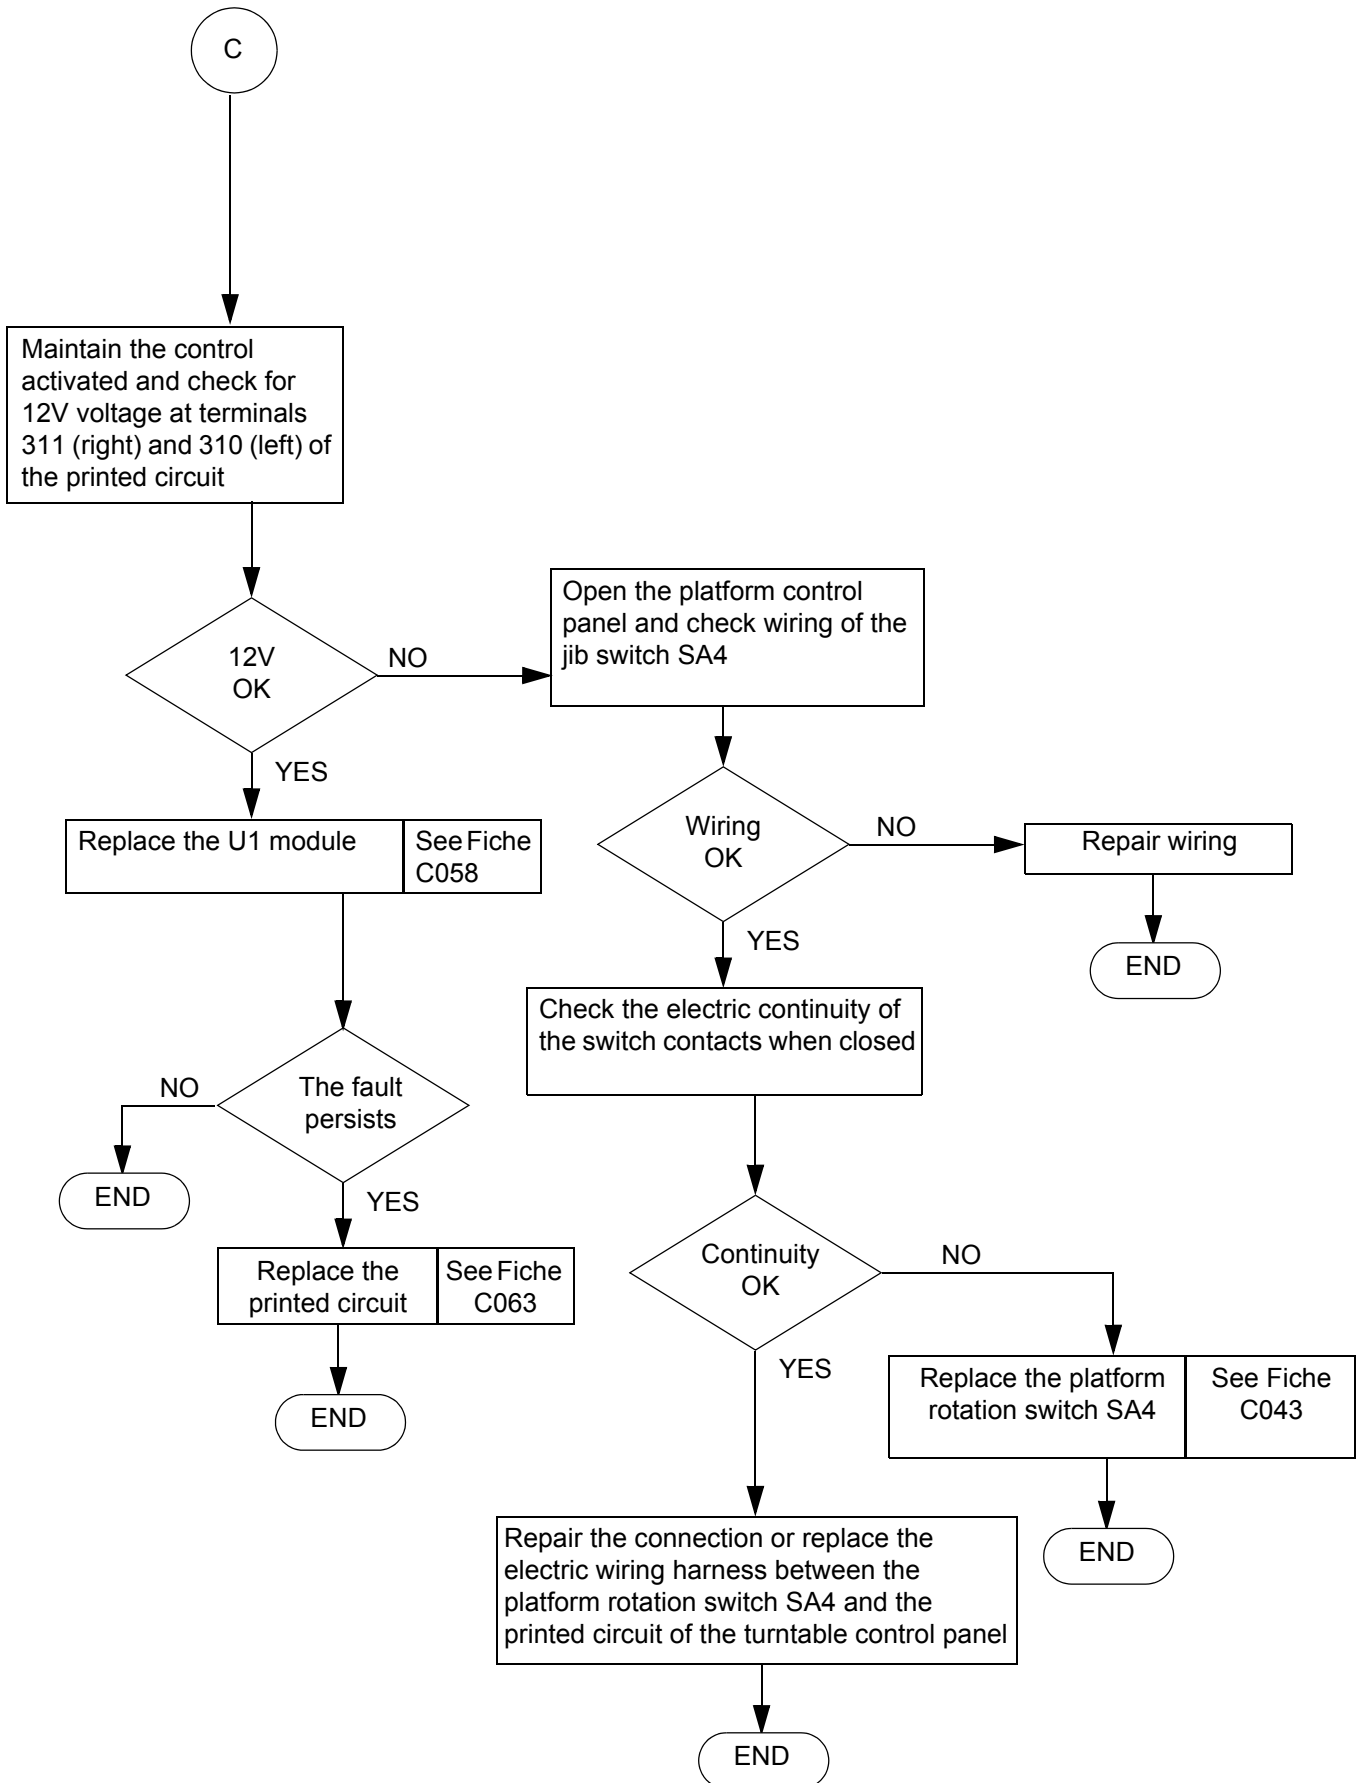 C
Maintain the control
activated and check for
12V voltage at terminals
311 (right) and 310 (left) of
the printed circuit
12V
OK
NO
YES
Open the platform control
panel and check wiring of the
jib switch SA4
Replace the U1 module
See Fiche
C058
Wiring
OK
NO
Repair wiring
END
YES
Check the electric continuity of
the switch contacts when closed
The fault
persists
NO
END
YES
Replace the
printed circuit
See Fiche
C063
END
Continuity
OK
NO
YES
Replace the platform
rotation switch SA4
See Fiche
C043
END
Repair the connection or replace the
electric wiring harness between the
platform rotation switch SA4 and the
printed circuit of the turntable control panel
END